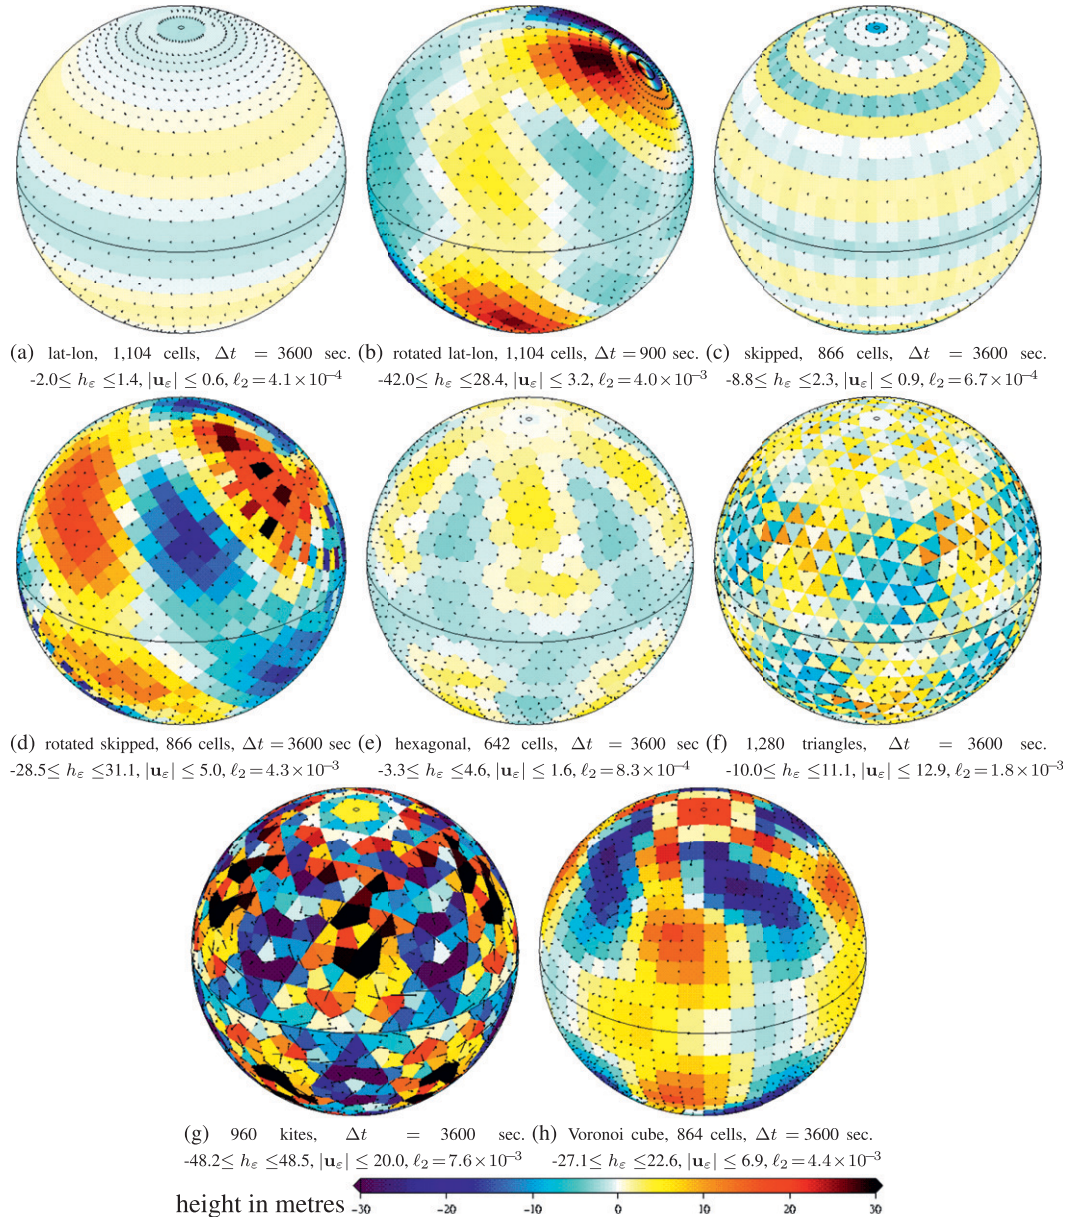 (a) lat-lon, 1,104 cells, Δt = 3600 sec. (b) rotated lat-lon, 1,104 cells, Δt = 900 sec. (c) skipped, 866 cells, Δt = 3600 sec.
-2.0≤ hε ≤1.4, |uε| ≤ 0.6, ℓ2 = 4.1×10–4 -42.0≤ hε ≤28.4, |uε| ≤ 3.2, ℓ2 = 4.0×10–3 -8.8≤ hε ≤2.3, |uε| ≤ 0.9, ℓ2 = 6.7×10–4
(d) rotated skipped, 866 cells, Δt = 3600 sec (e) hexagonal, 642 cells, Δt = 3600 sec (f) 1,280 triangles, Δt = 3600 sec.
-28.5≤ hε ≤31.1, |uε| ≤ 5.0, ℓ2 = 4.3×10–3 -3.3≤ hε ≤4.6, |uε| ≤ 1.6, ℓ2 = 8.3×10–4 -10.0≤ hε ≤11.1, |uε| ≤ 12.9, ℓ2 = 1.8×10–3
(g) 960 kites, Δt = 3600 sec. (h) Voronoi cube, 864 cells, Δt = 3600 sec.
-48.2≤ hε ≤48.5, |uε| ≤ 20.0, ℓ2 = 7.6×10–3 -27.1≤ hε ≤22.6, |uε| ≤ 6.9, ℓ2 = 4.4×10–3
height in metres -30 -20 -10 0 10 20 30